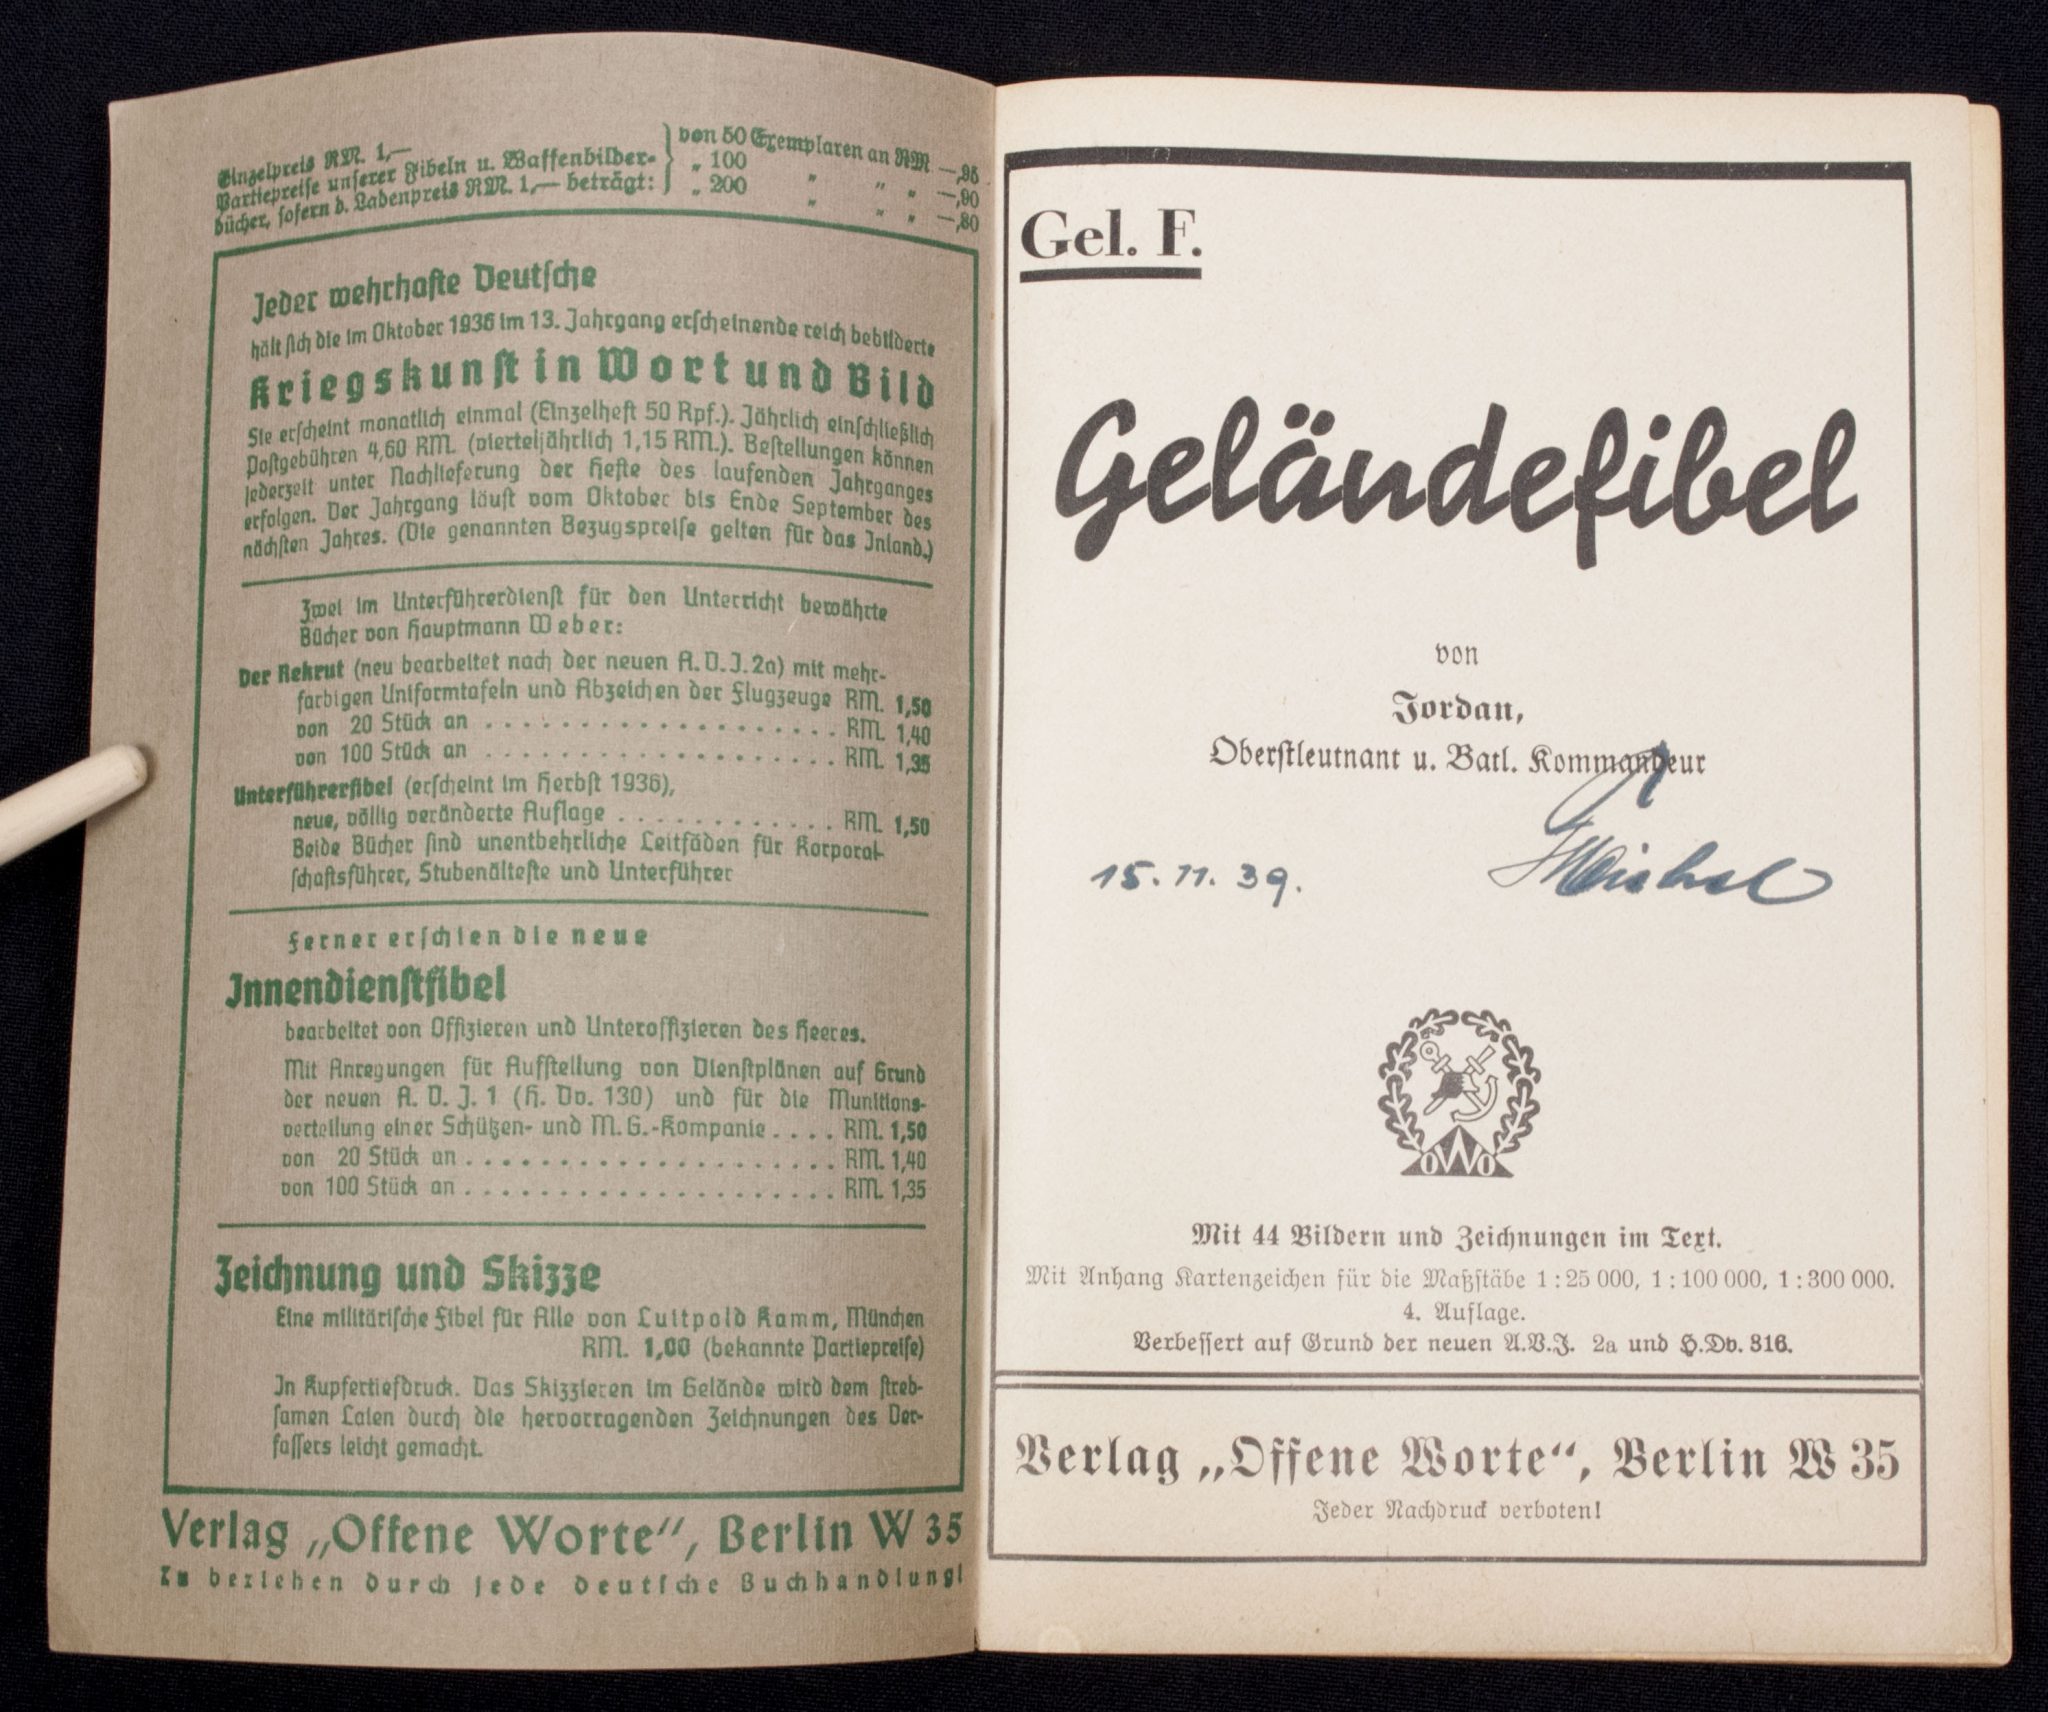 Einzelpreis RM. 1,—
Partiepreise unserer Fibeln u. Waffenbilder-
bücher, sofern d. Ladenpreis RM. 1,— beträgt:
von 50 Exemplaren an RM —,95
„ 100 „ „ „ —,90
„ 200 „ „ „ —,80
Jeder wehrhafte Deutsche
hält sich die im Oktober 1936 im 13. Jahrgang erscheinende reich bebilderte
Kriegskunst in Wort und Bild
Sie erscheint monatlich einmal (Einzelheft 50 Rpf.). Jährlich einschließlich
Postgebühren 4,60 RM. (vierteljährlich 1,15 RM.). Bestellungen können
jederzeit unter Nachlieferung der Hefte des laufenden Jahrganges
erfolgen. Der Jahrgang läuft vom Oktober bis Ende September des
nächsten Jahres. (Die genannten Bezugspreise gelten für das Inland.)
Zwei im Unterführerdienst für den Unterricht bewährte
Bücher von Hauptmann Weber:
Der Rekrut (neu bearbeitet nach der neuen A.V.J.2a) mit mehr-
farbigen Uniformtafeln und Abzeichen der Flugzeuge RM. 1,50
von 20 Stück an . . . . . . . . . . . . . . . . . . . RM. 1,40
von 100 Stück an . . . . . . . . . . . . . . . . . . . RM. 1,35
Unterführerfibel (erscheint im Herbst 1936),
neue, völlig veränderte Auflage . . . . . . . . . . . . RM. 1,50
Beide Bücher sind unentbehrliche Leitfäden für Korporal-
schaftsführer, Stubenälteste und Unterführer
Ferner erschien die neue
Innendienstfibel
bearbeitet von Offizieren und Unteroffizieren des Heeres.
Mit Anregungen für Aufstellung von Dienstplänen auf Grund
der neuen A. V. J. 1 (H. Dv. 130) und für die Munitions-
verteilung einer Schützen- und M.G.-Kompanie . . . . RM. 1,50
von 20 Stück an . . . . . . . . . . . . . . . . . . . . RM. 1,40
von 100 Stück an . . . . . . . . . . . . . . . . . . . . RM. 1,35
Zeichnung und Skizze
Eine militärische Fibel für Alle von Luitpold Kamm, München
RM. 1,00 (bekannte Partiepreise)
In Kupfertiefdruck. Das Skizzieren im Gelände wird dem streb-
samen Laien durch die hervorragenden Zeichnungen des Ver-
fassers leicht gemacht.
Verlag „Offene Worte“, Berlin W 35
Zu beziehen durch jede deutsche Buchhandlung!
Gel. F.
Geländefibel
von
Jordan,
Oberstleutnant u. Batl. Kommandeur
15. 11. 39.
OWO
Mit 44 Bildern und Zeichnungen im Text.
Mit Anhang Kartenzeichen für die Maßstäbe 1 : 25 000, 1 : 100 000, 1 : 300 000.
4. Auflage.
Verbessert auf Grund der neuen A.V.J. 2a und H.Dv. 316.
Verlag „Offene Worte“, Berlin W 35
Jeder Nachdruck verboten!